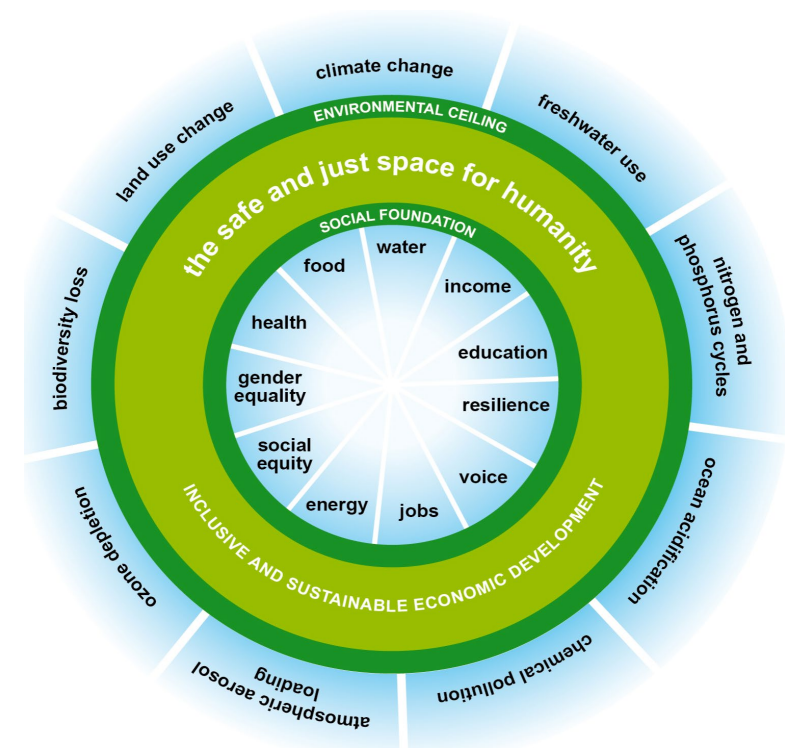 climate change
freshwater use
nitrogen and
phosphorus cycles
ocean acidification
chemical pollution
atmospheric aerosol
loading
ozone depletion
biodiversity loss
land use change
ENVIRONMENTAL CEILING
the safe and just space for humanity
SOCIAL FOUNDATION
water
income
education
resilience
voice
jobs
energy
social
equity
gender
equality
health
food
INCLUSIVE AND SUSTAINABLE ECONOMIC DEVELOPMENT